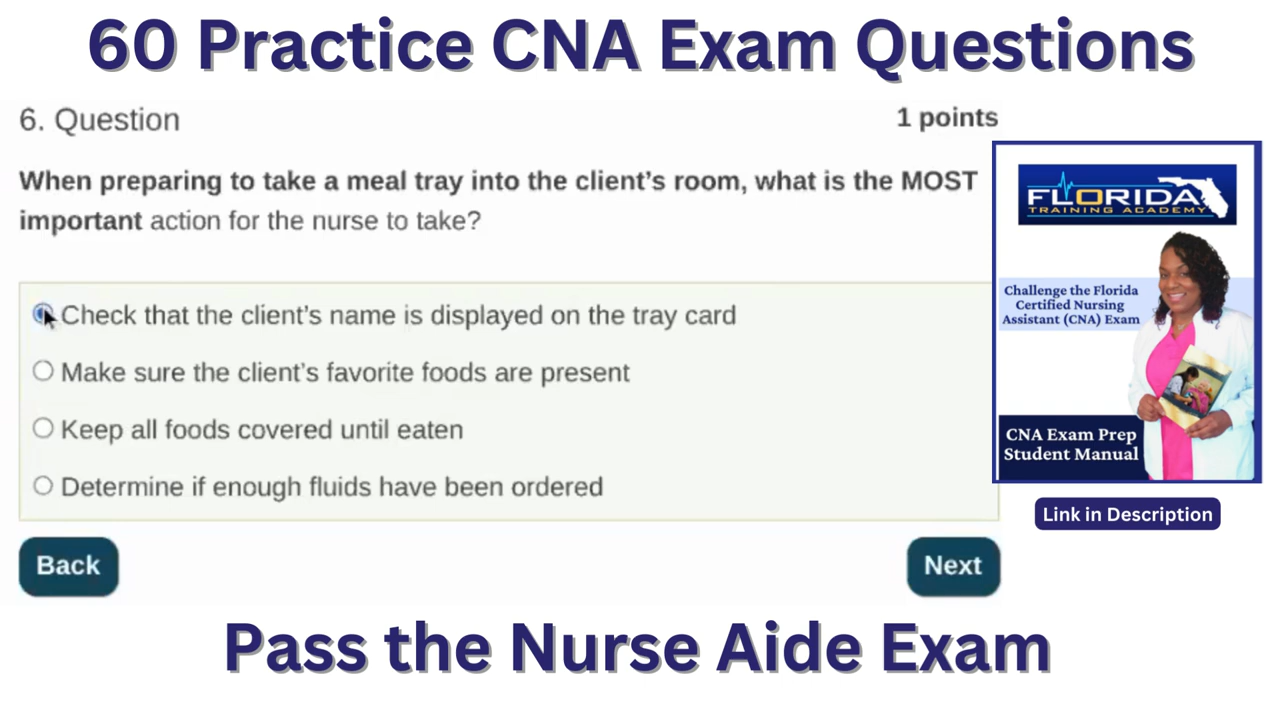 60 Practice CNA Exam Questions
6. Question
1 points
When preparing to take a meal tray into the client's room, what is the MOST
important action for the nurse to take?
Check that the client's name is displayed on the tray card
Make sure the client's favorite foods are present
Keep all foods covered until eaten
Determine if enough fluids have been ordered
Back
Next
FLORIDA
TRAINING ACADEMY
Challenge the Florida
Certified Nursing
Assistant (CNA) Exam
CNA Exam Prep
Student Manual
Link in Description
Pass the Nurse Aide Exam